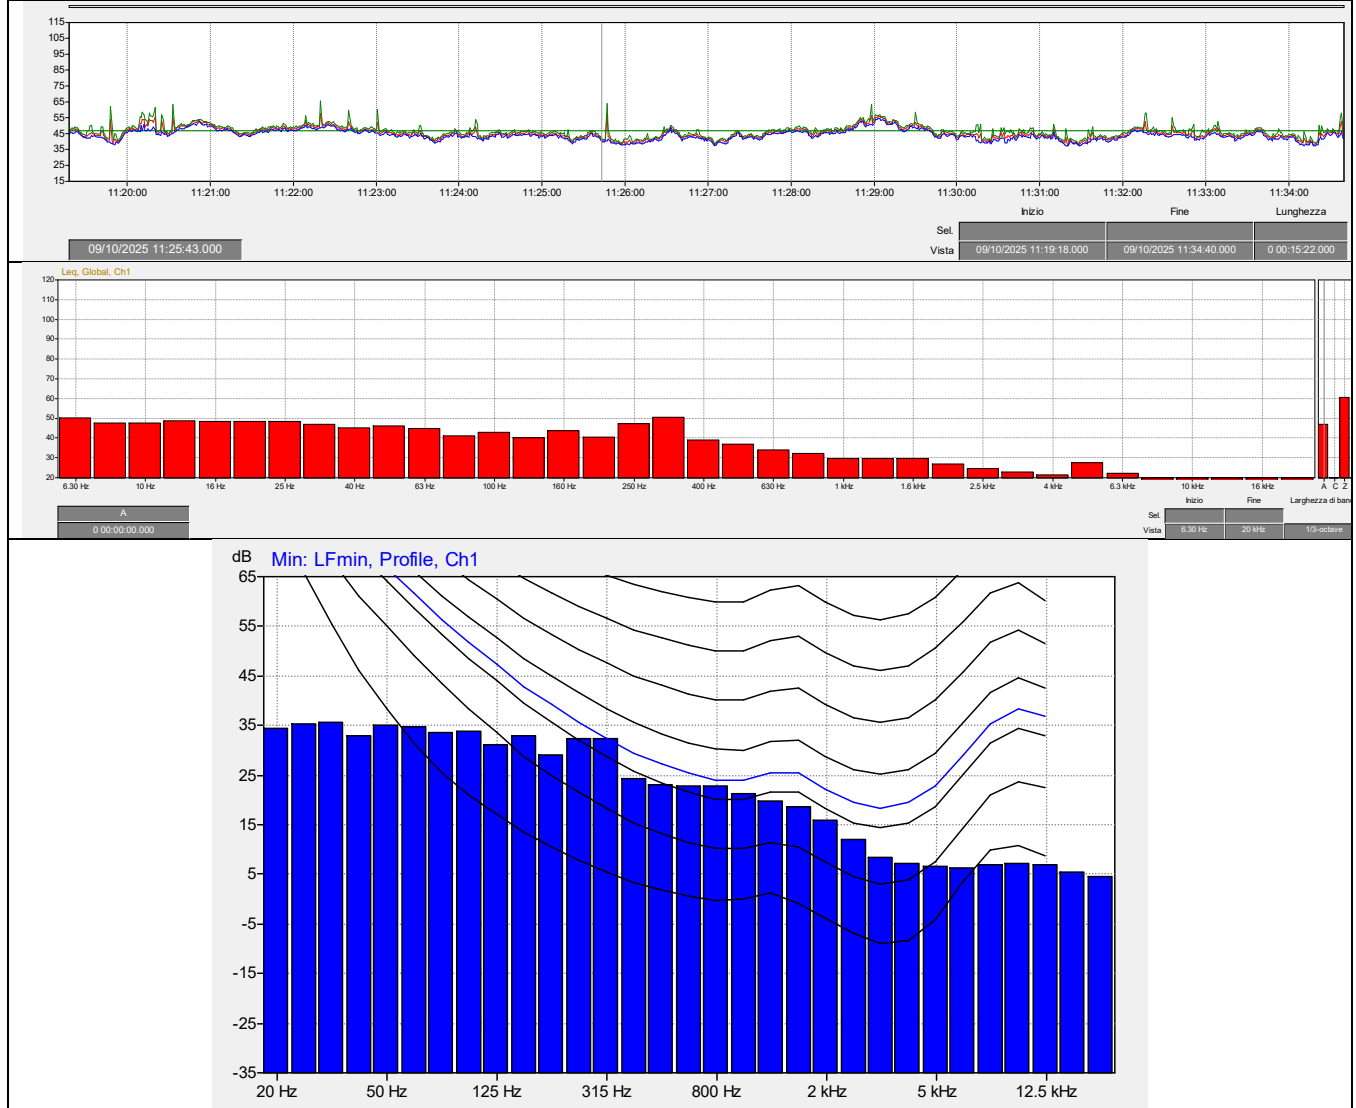 115
105
95
85
75
65
55
45
35
25
15
11:20:00 11:21:00 11:22:00 11:23:00 11:24:00 11:25:00 11:26:00 11:27:00 11:28:00 11:29:00 11:30:00 11:31:00 11:32:00 11:33:00 11:34:00
Inizio Fine Lunghezza
Sel.
09/10/2025 11:25:43.000
Vista 09/10/2025 11:19:18.000 09/10/2025 11:34:40.000 0 00:15:22.000
Leq, Global, Ch1
120
110
100
90
80
70
60
50
40
30
20
6.30 Hz 10 Hz 16 Hz 25 Hz 40 Hz 63 Hz 100 Hz 160 Hz 250 Hz 400 Hz 630 Hz 1 kHz 1.6 kHz 2.5 kHz 4 kHz 6.3 kHz 10 kHz 16 kHz A C Z
Inizio Fine Larghezza di ban
A
Sel.
0 00:00:00.000
Vista 6.30 Hz 20 kHz 1/3-octave
dB Min: LFmin, Profile, Ch1
65
55
45
35
25
15
5
-5
-15
-25
-35
20 Hz 50 Hz 125 Hz 315 Hz 800 Hz 2 kHz 5 kHz 12.5 kHz